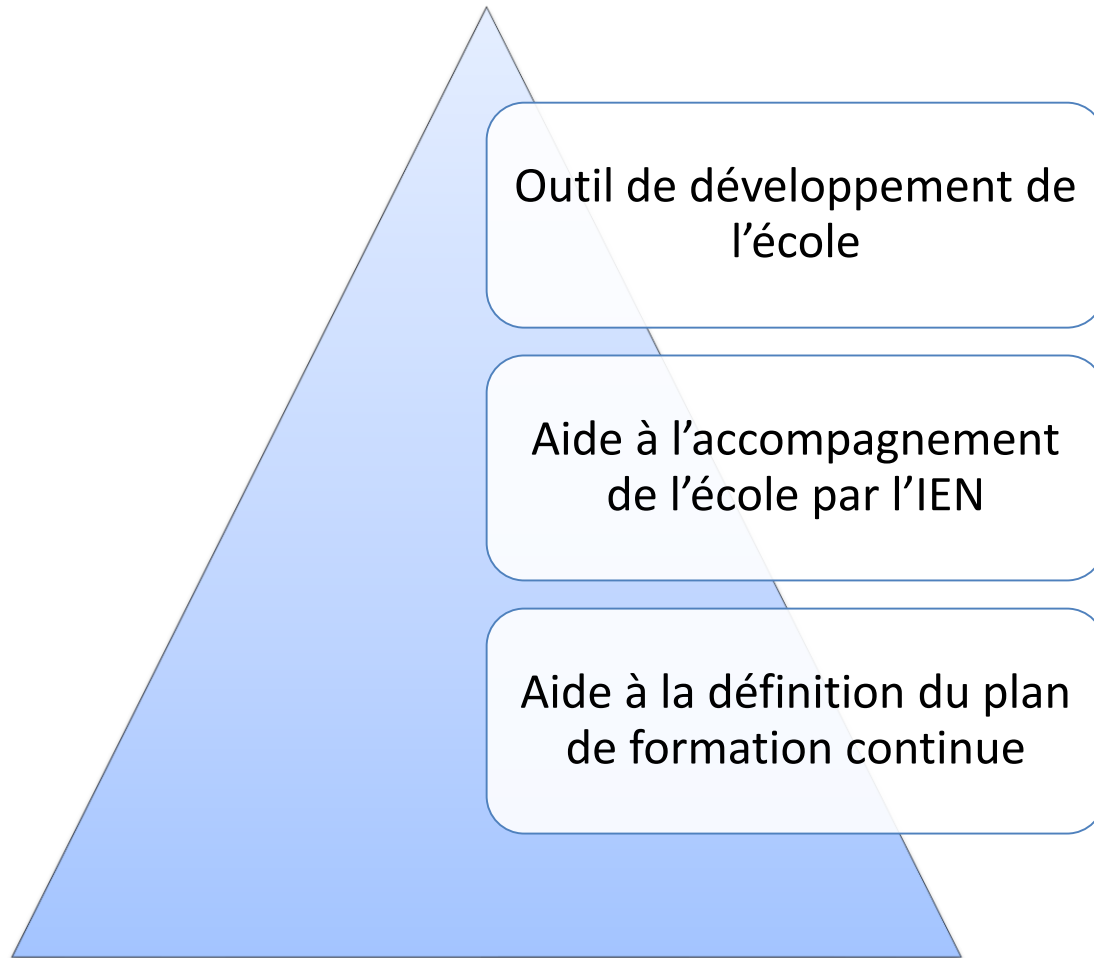 Outil de développement de
l’école
Aide à l’accompagnement
de l’école par l’IEN
Aide à la définition du plan
de formation continue